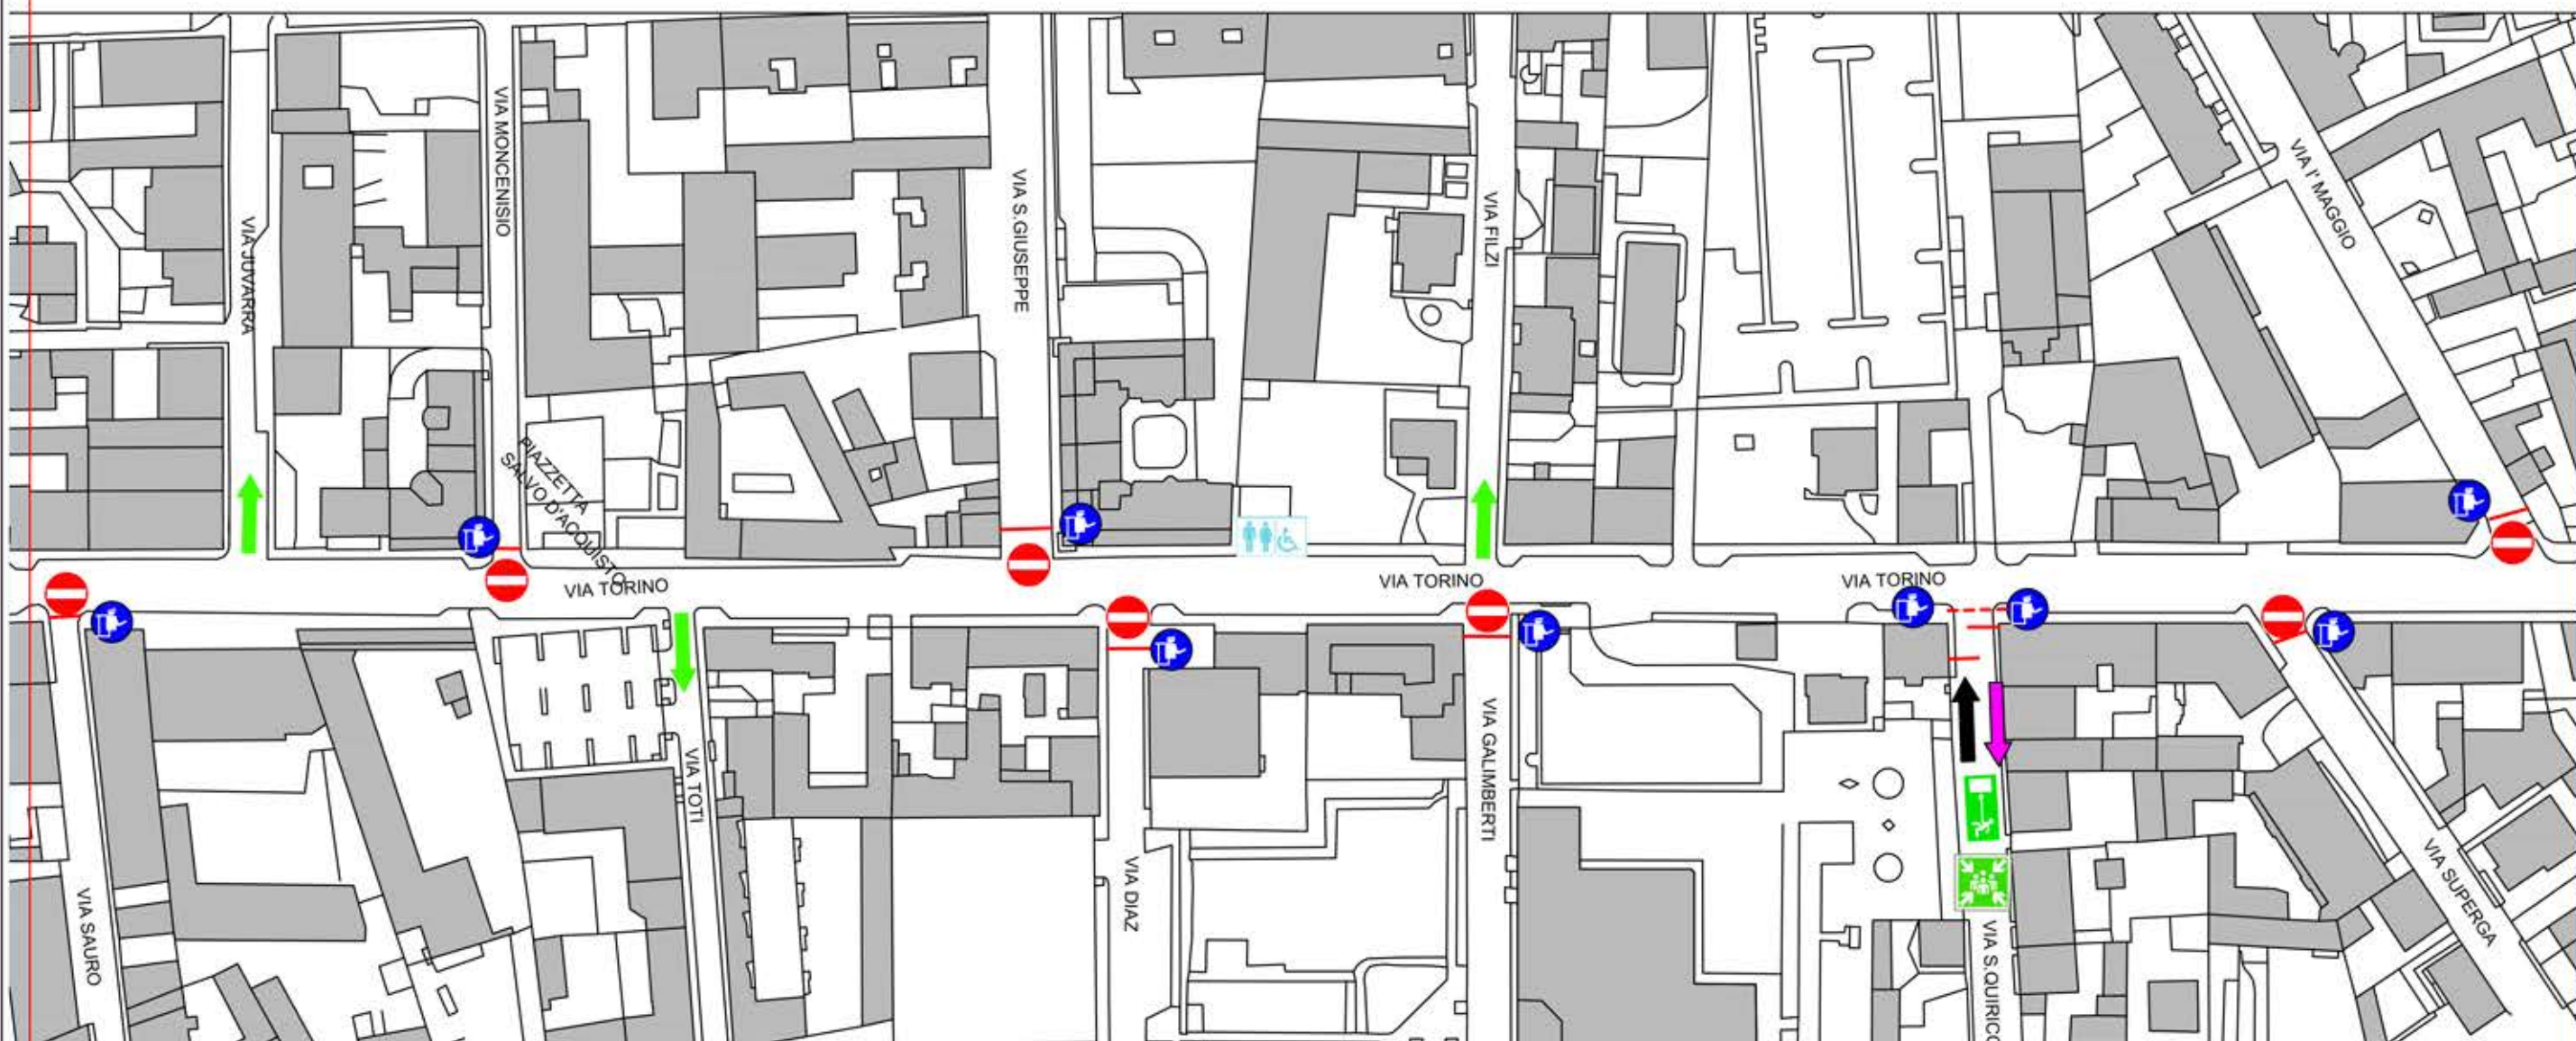 VIA JUVARRA
VIA MONCENISIO
VIA S.GIUSEPPE
VIA FILZI
VIA I° MAGGIO
PIAZZETTA
SALVO D'ACQUISTO
VIA TORINO
VIA TORINO
VIA TORINO
VIA SAURO
VIA TOTI
VIA DIAZ
VIA GALIMBERTI
VIA S.QUIRICO
VIA SUPERGA